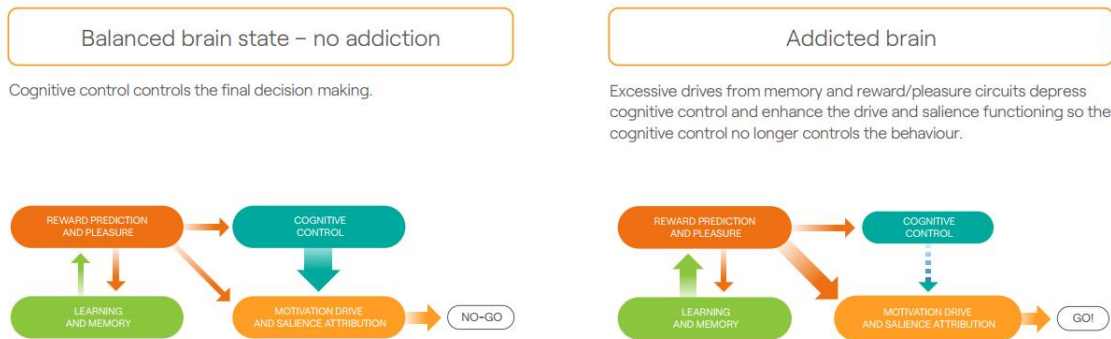 Balanced brain state – no addiction
Cognitive control controls the final decision making.
REWARD PREDICTION
AND PLEASURE
COGNITIVE
CONTROL
LEARNING
AND MEMORY
MOTIVATION DRIVE
AND SALIENCE ATTRIBUTION
NO-GO
Addicted brain
Excessive drives from memory and reward/pleasure circuits depress
cognitive control and enhance the drive and salience functioning so the
cognitive control no longer controls the behaviour.
REWARD PREDICTION
AND PLEASURE
COGNITIVE
CONTROL
LEARNING
AND MEMORY
MOTIVATION DRIVE
AND SALIENCE ATTRIBUTION
GO!